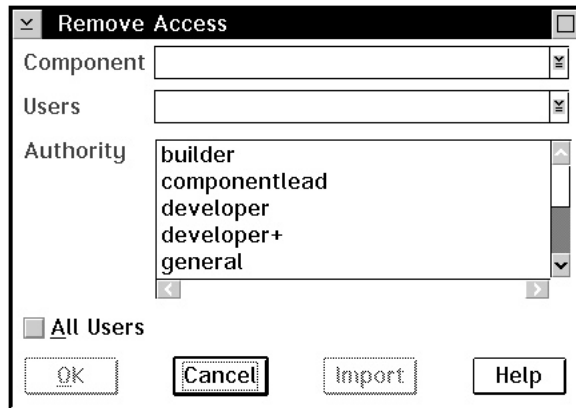 Remove Access
Component
Users
Authority
builder
componentlead
developer
developer+
general
All Users
OK Cancel Import Help